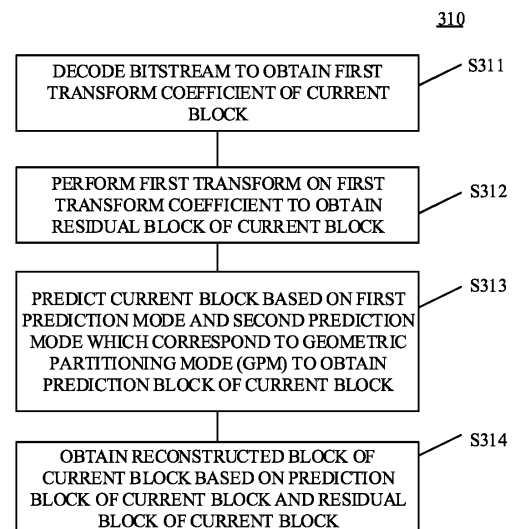 310
DECODE BITSTREAM TO OBTAIN FIRST
TRANSFORM COEFFICIENT OF CURRENT
BLOCK
S311
PERFORM FIRST TRANSFORM ON FIRST
TRANSFORM COEFFICIENT TO OBTAIN
RESIDUAL BLOCK OF CURRENT BLOCK
S312
PREDICT CURRENT BLOCK BASED ON FIRST
PREDICTION MODE AND SECOND PREDICTION
MODE WHICH CORRESPOND TO GEOMETRIC
PARTITIONING MODE (GPM) TO OBTAIN
PREDICTION BLOCK OF CURRENT BLOCK
S313
OBTAIN RECONSTRUCTED BLOCK OF
CURRENT BLOCK BASED ON PREDICTION
BLOCK OF CURRENT BLOCK AND RESIDUAL
BLOCK OF CURRENT BLOCK
S314